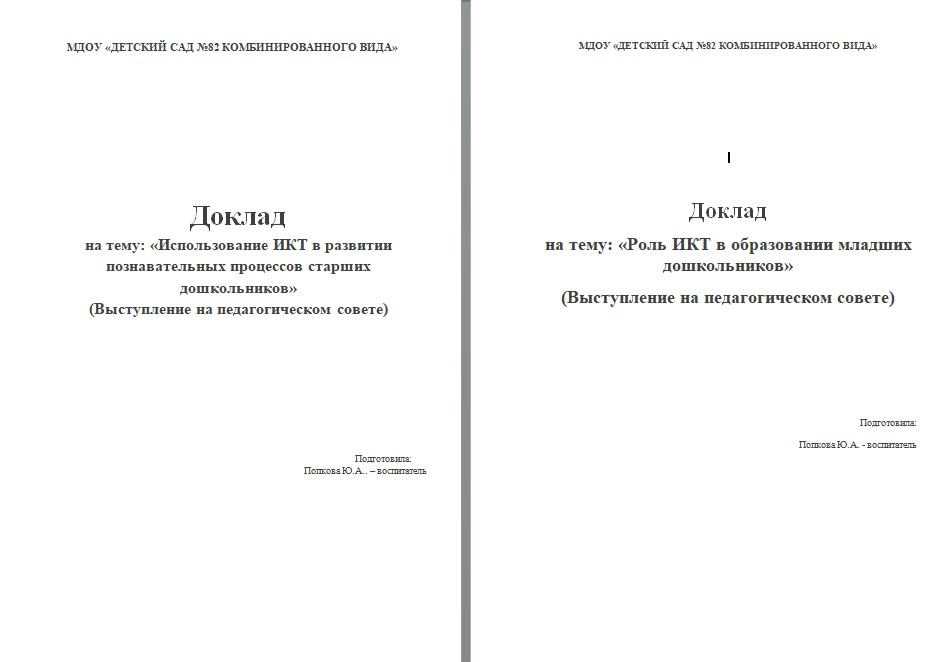 МДОУ «ДЕТСКИЙ САД №82 КОМБИНИРОВАННОГО ВИДА»
Доклад
на тему: «Использование ИКТ в развитии
познавательных процессов старших
дошкольников»
(Выступление на педагогическом совете)
Подготовила:
Попкова Ю.А.. – воспитатель
МДОУ «ДЕТСКИЙ САД №82 КОМБИНИРОВАННОГО ВИДА»
Доклад
на тему: «Роль ИКТ в образовании младших
дошкольников»
(Выступление на педагогическом совете)
Подготовила:
Попкова Ю.А. - воспитатель